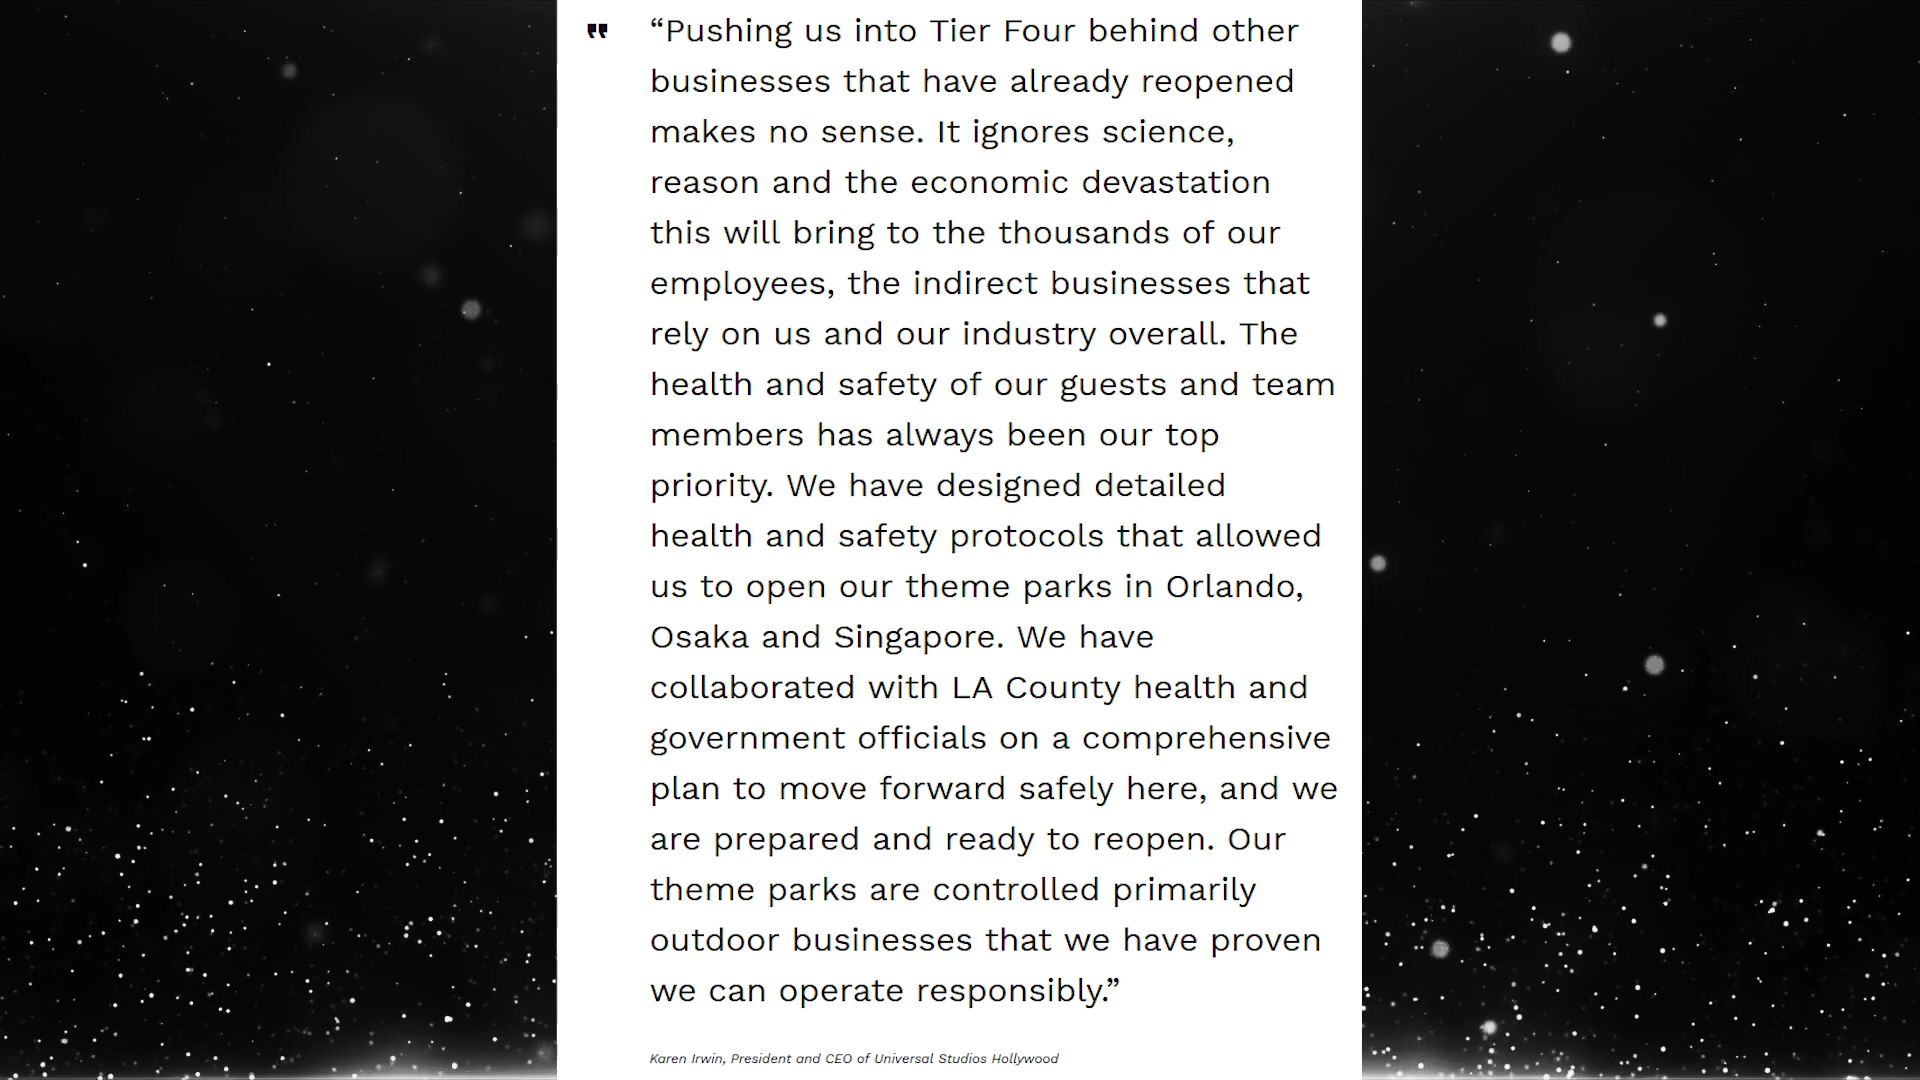 "
“Pushing us into Tier Four behind other
businesses that have already reopened
makes no sense. It ignores science,
reason and the economic devastation
this will bring to the thousands of our
employees, the indirect businesses that
rely on us and our industry overall. The
health and safety of our guests and team
members has always been our top
priority. We have designed detailed
health and safety protocols that allowed
us to open our theme parks in Orlando,
Osaka and Singapore. We have
collaborated with LA County health and
government officials on a comprehensive
plan to move forward safely here, and we
are prepared and ready to reopen. Our
theme parks are controlled primarily
outdoor businesses that we have proven
we can operate responsibly.”
Karen Irwin, President and CEO of Universal Studios Hollywood